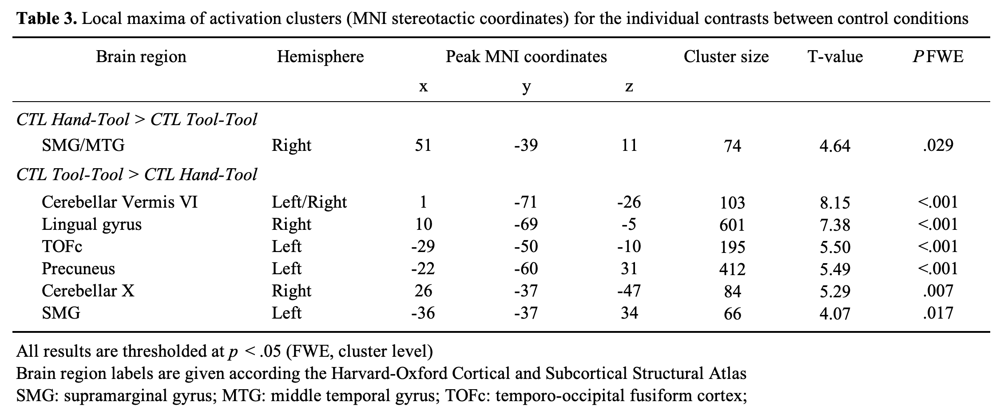 Table 3. Local maxima of activation clusters (MNI stereotactic coordinates) for the individual contrasts between control conditions
Brain region Hemisphere Peak MNI coordinates Cluster size T-value P FWE
x y z
CTL Hand-Tool > CTL Tool-Tool
SMG/MTG Right 51 -39 11 74 4.64 .029
CTL Tool-Tool > CTL Hand-Tool
Cerebellar Vermis VI Left/Right 1 -71 -26 103 8.15 <.001
Lingual gyrus Right 10 -69 -5 601 7.38 <.001
TOFc Left -29 -50 -10 195 5.50 <.001
Precuneus Left -22 -60 31 412 5.49 <.001
Cerebellar X Right 26 -37 -47 84 5.29 .007
SMG Left -36 -37 34 66 4.07 .017
All results are thresholded at p < .05 (FWE, cluster level)
Brain region labels are given according the Harvard-Oxford Cortical and Subcortical Structural Atlas
SMG: supramarginal gyrus; MTG: middle temporal gyrus; TOFc: temporo-occipital fusiform cortex;